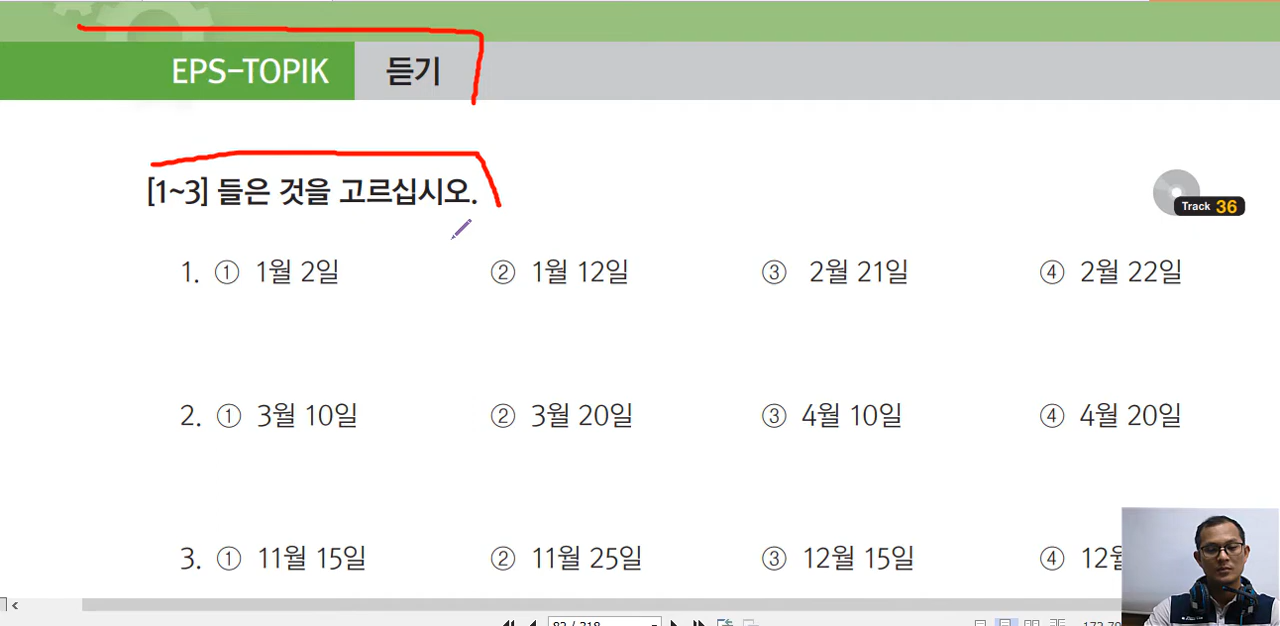 EPS-TOPIK 듣기
[1~3] 들은 것을 고르십시오.
Track 36
1. ① 1월 2일 ② 1월 12일 ③ 2월 21일 ④ 2월 22일
2. ① 3월 10일 ② 3월 20일 ③ 4월 10일 ④ 4월 20일
3. ① 11월 15일 ② 11월 25일 ③ 12월 15일 ④ 12월